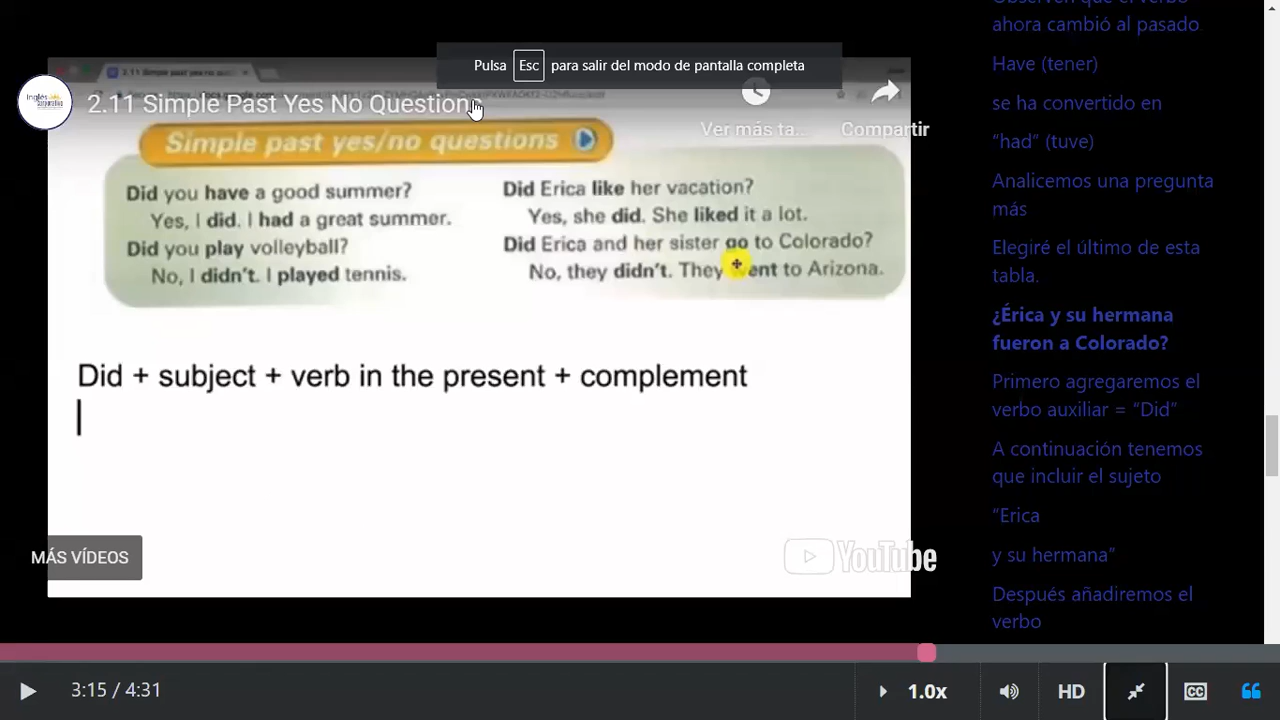 Pulsa Esc para salir del modo de pantalla completa
2.11 Simple Past Yes No Questions
Ver más ta...
Compartir
Simple past yes/no questions
Did you have a good summer?
Yes, I did. I had a great summer.
Did you play volleyball?
No, I didn't. I played tennis.
Did Erica like her vacation?
Yes, she did. She liked it a lot.
Did Erica and her sister go to Colorado?
No, they didn't. They went to Arizona.
Did + subject + verb in the present + complement
MÁS VÍDEOS
YouTube
Observen que el verbo
ahora cambió al pasado
Have (tener)
se ha convertido en
“had” (tuve)
Analicemos una pregunta
más
Elegiré el último de esta
tabla.
¿Érica y su hermana
fueron a Colorado?
Primero agregaremos el
verbo auxiliar = “Did”
A continuación tenemos
que incluir el sujeto
“Erica
y su hermana”
Después añadiremos el
verbo
3:15 / 4:31
1.0x
HD
CC